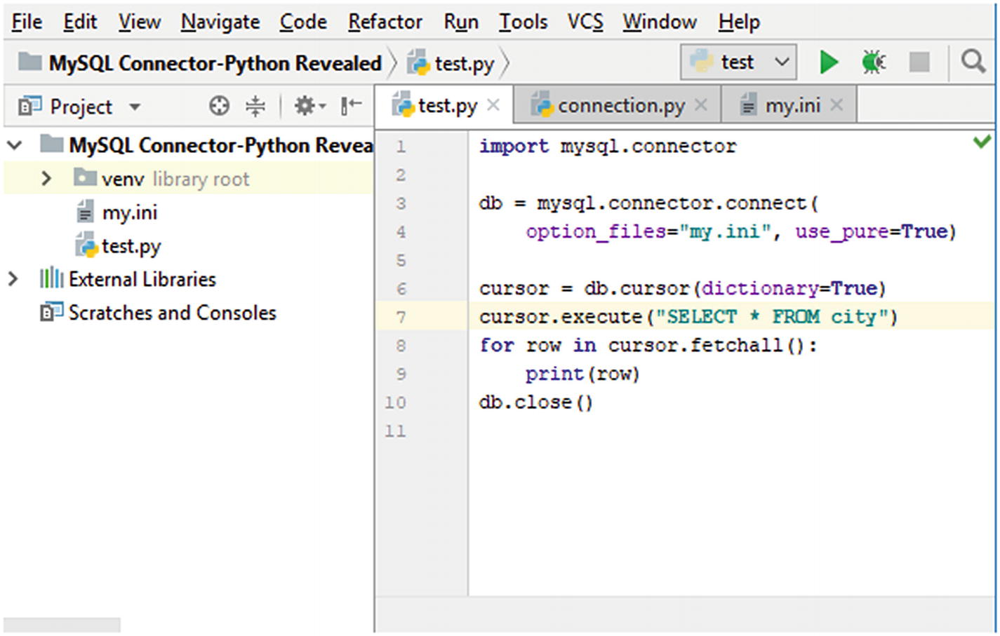 File Edit View Navigate Code Refactor Run Tools VCS Window Help
MySQL Connector-Python Revealed test.py test
Project
MySQL Connector-Python Revea
venv library root
my.ini
test.py
External Libraries
Scratches and Consoles
test.py connection.py my.ini
1 import mysql.connector
2
3 db = mysql.connector.connect(
4     option_files="my.ini", use_pure=True)
5
6 cursor = db.cursor(dictionary=True)
7 cursor.execute("SELECT * FROM city")
8 for row in cursor.fetchall():
9     print(row)
10 db.close()
11